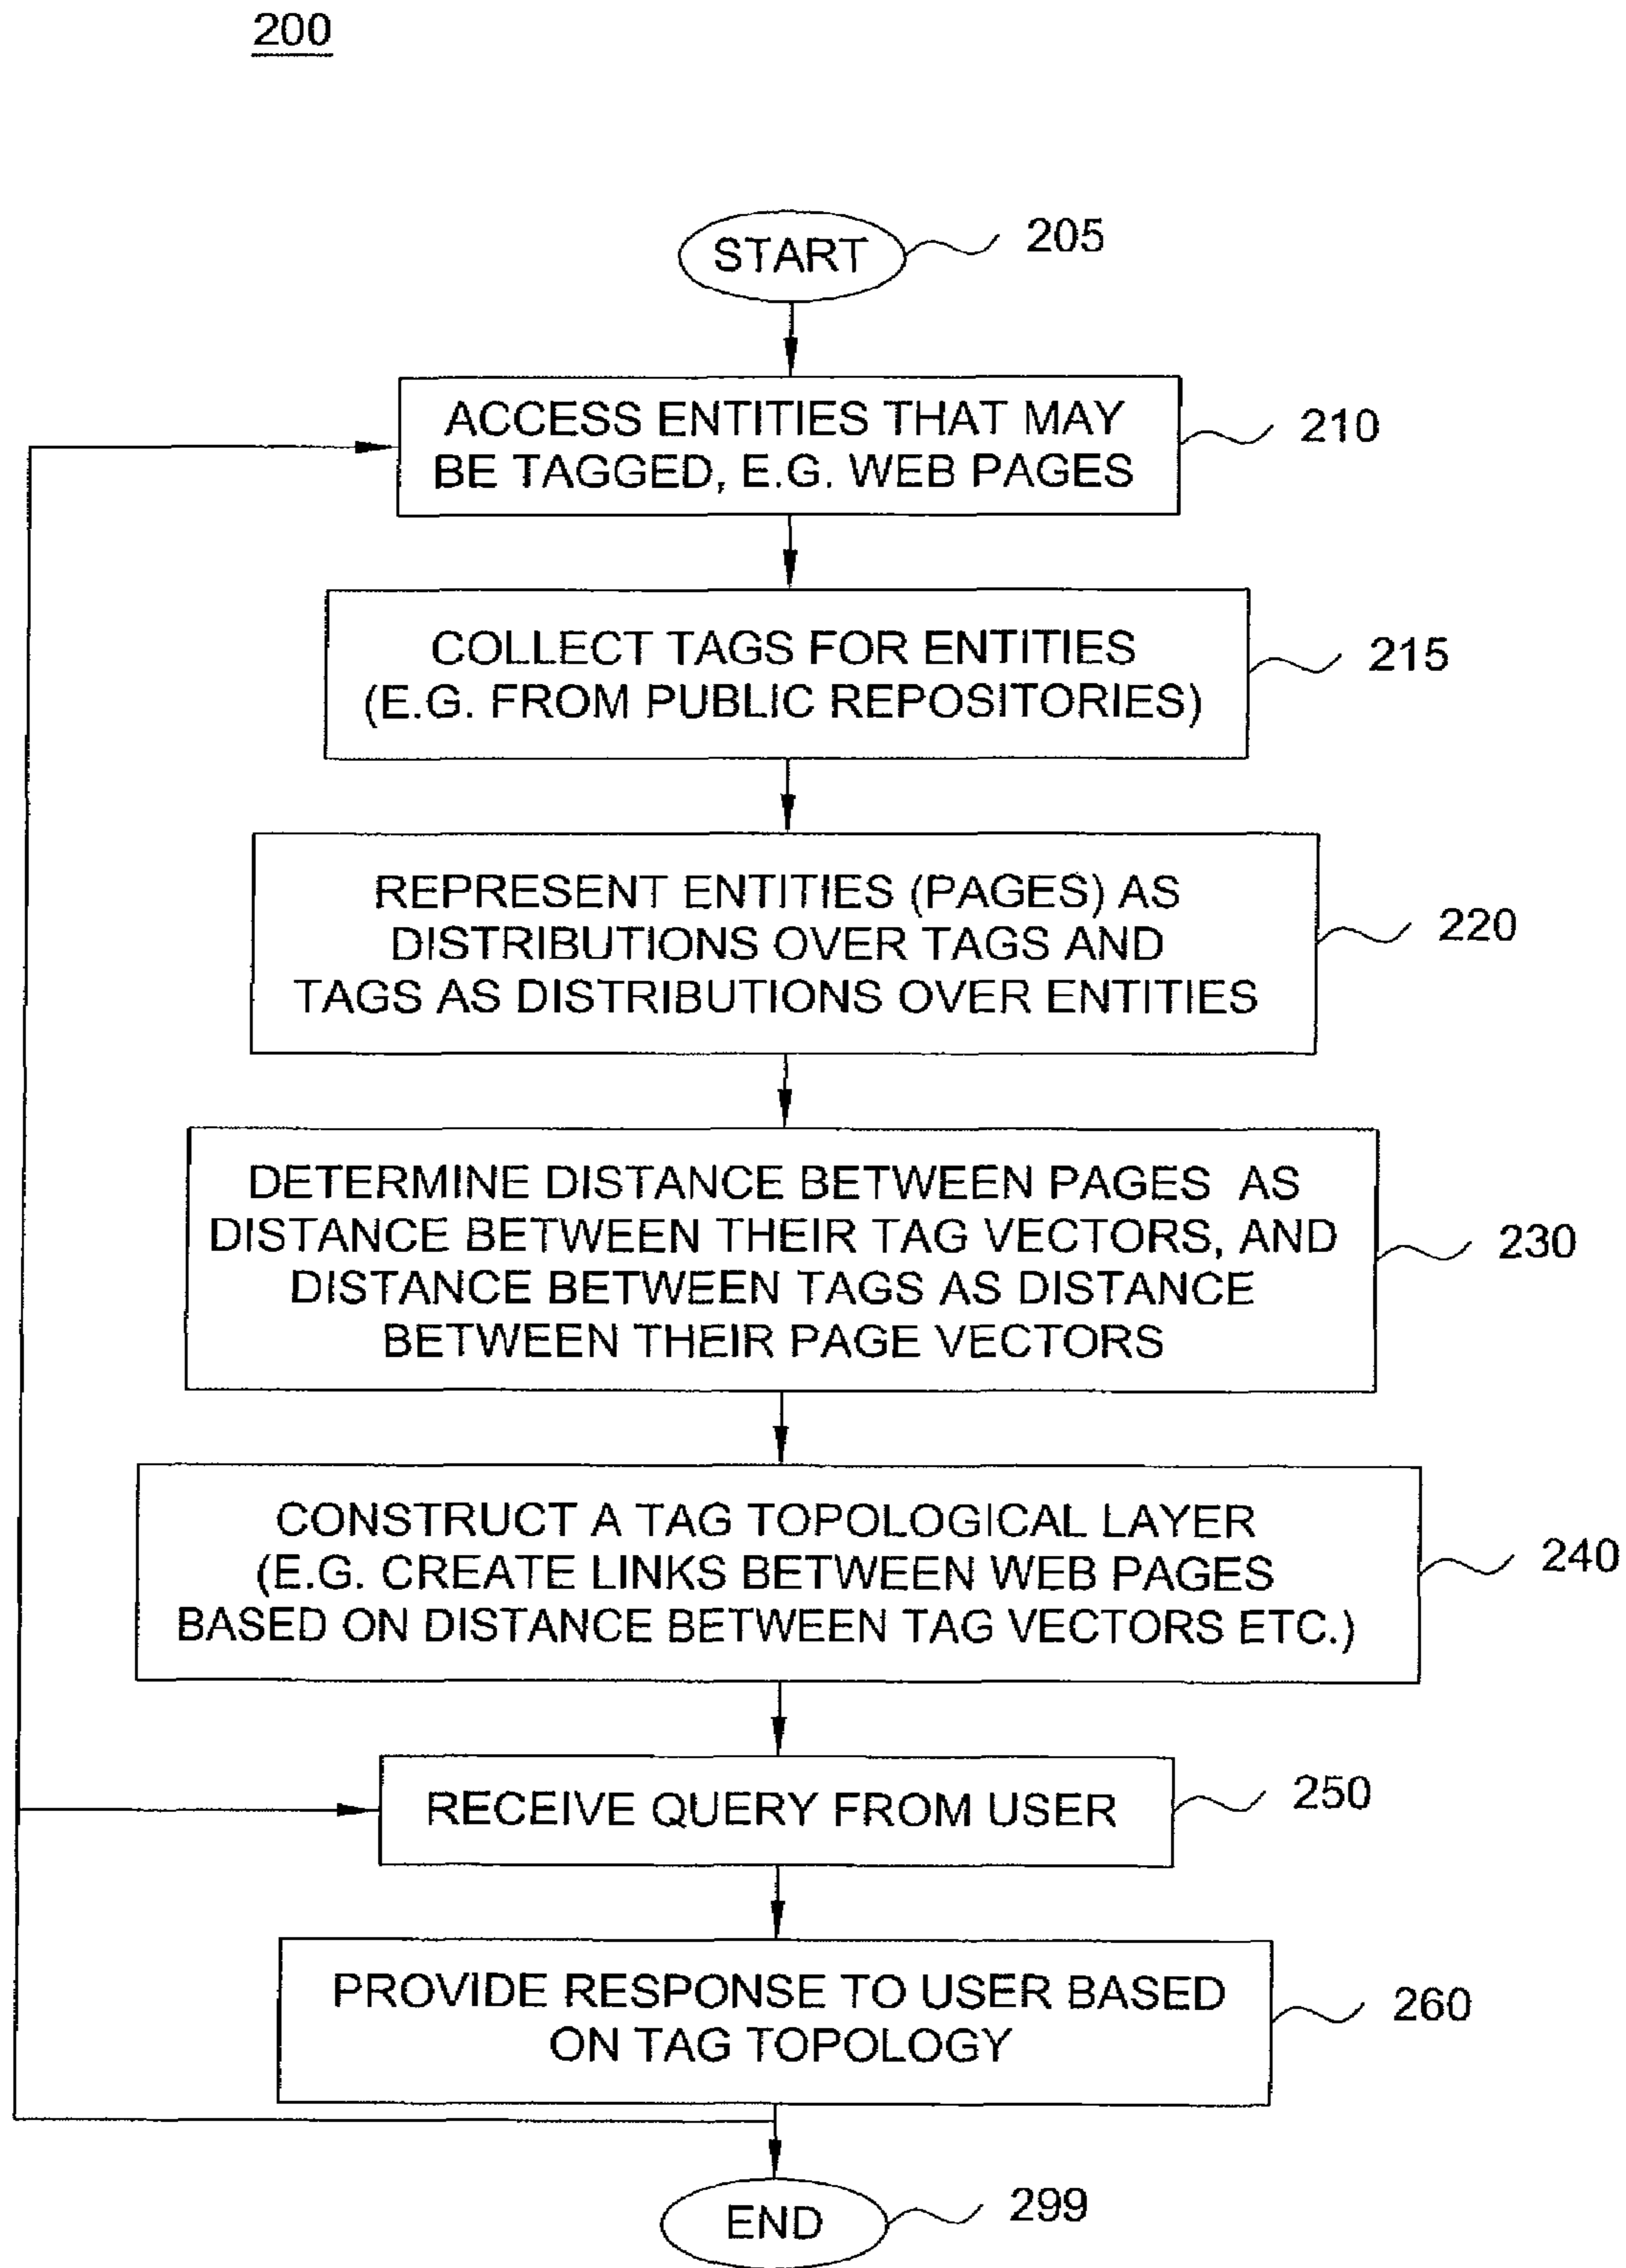 200
START
205
ACCESS ENTITIES THAT MAY
BE TAGGED, E.G. WEB PAGES
210
COLLECT TAGS FOR ENTITIES
(E.G. FROM PUBLIC REPOSITORIES)
215
REPRESENT ENTITIES (PAGES) AS
DISTRIBUTIONS OVER TAGS AND
TAGS AS DISTRIBUTIONS OVER ENTITIES
220
DETERMINE DISTANCE BETWEEN PAGES AS
DISTANCE BETWEEN THEIR TAG VECTORS, AND
DISTANCE BETWEEN TAGS AS DISTANCE
BETWEEN THEIR PAGE VECTORS
230
CONSTRUCT A TAG TOPOLOGICAL LAYER
(E.G. CREATE LINKS BETWEEN WEB PAGES
BASED ON DISTANCE BETWEEN TAG VECTORS ETC.)
240
RECEIVE QUERY FROM USER
250
PROVIDE RESPONSE TO USER BASED
ON TAG TOPOLOGY
260
END
299